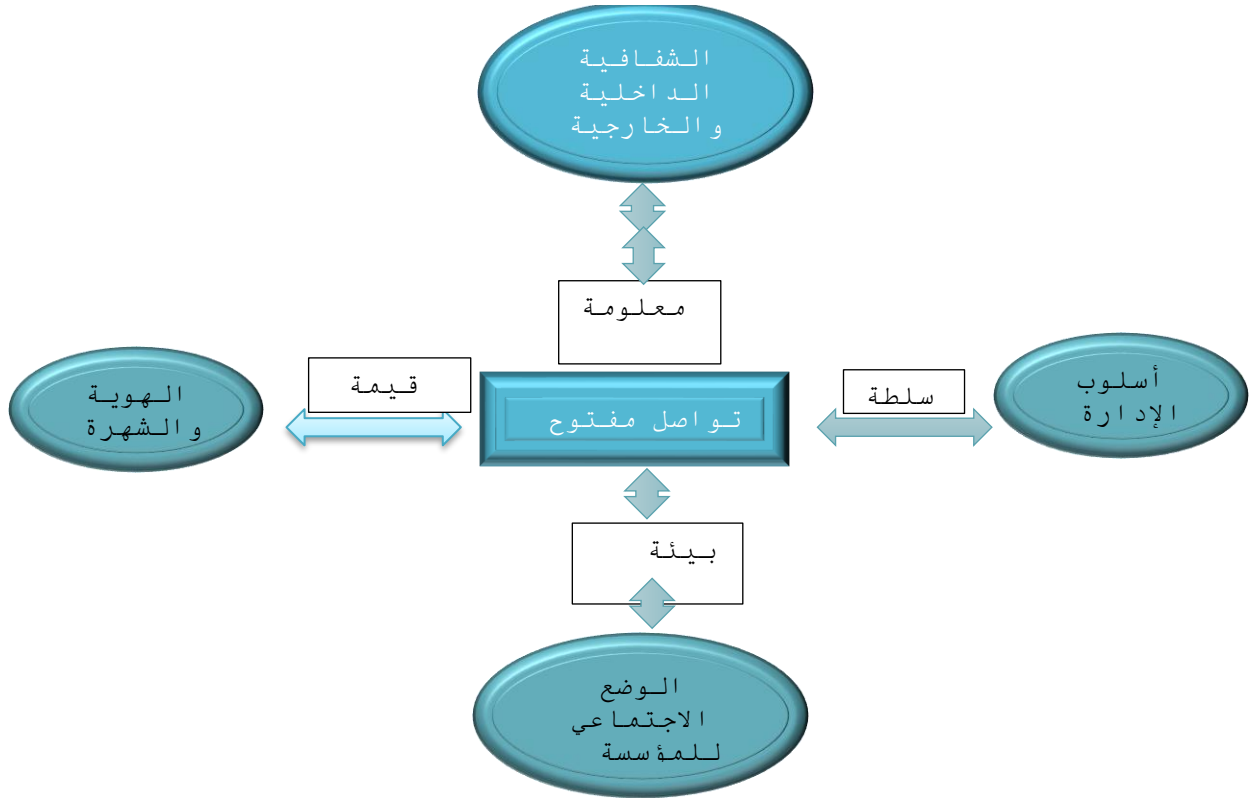 الشفافية
الداخلية
والخارجية
معلومة
أسلوب
الإدارة
سلطة
تواصل مفتوح
قيمة
الهوية
والشهرة
بيئة
الوضع
الاجتماعي
للمؤسسة